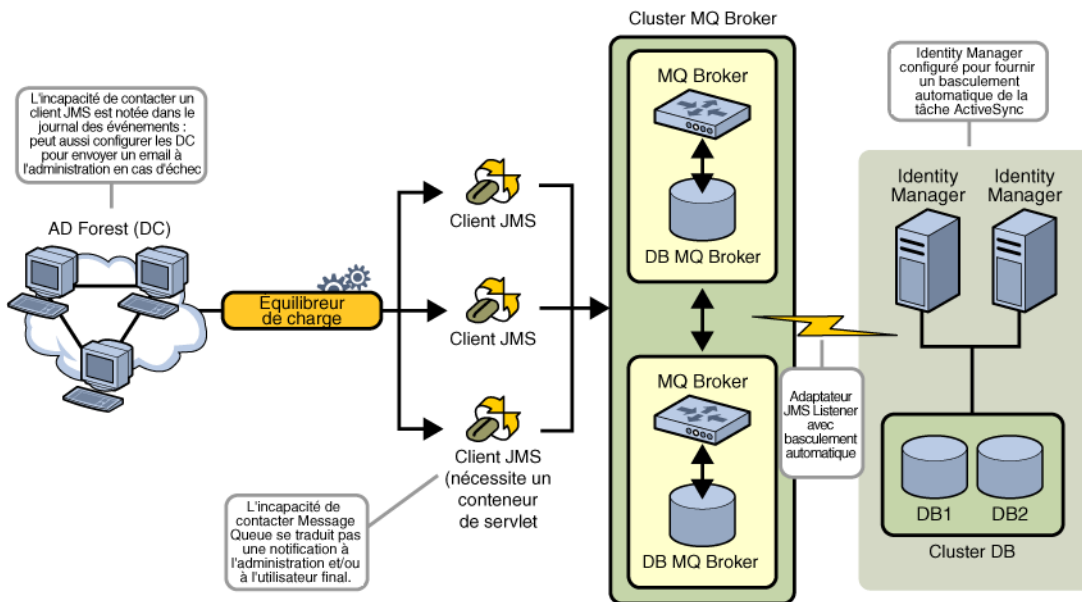 Cluster MQ Broker
L'incapacité de contacter un
client JMS est notée dans le
journal des événements :
peut aussi configurer les DC
pour envoyer un email à
l'administration en cas d'échec
AD Forest (DC)
Equilibreur
de charge
Client JMS
Client JMS
Client JMS
(nécessite un
conteneur
de servlet
L'incapacité de
contacter Message
Queue se traduit pas
une notification à
l'administration et/ou
à l'utilisateur final.
MQ Broker
DB MQ Broker
MQ Broker
DB MQ Broker
Adaptateur
JMS Listener
avec
basculement
automatique
Identity Manager
configuré pour fournir
un basculement
automatique de la
tâche ActiveSync
Identity
Manager
Identity
Manager
DB1
DB2
Cluster DB